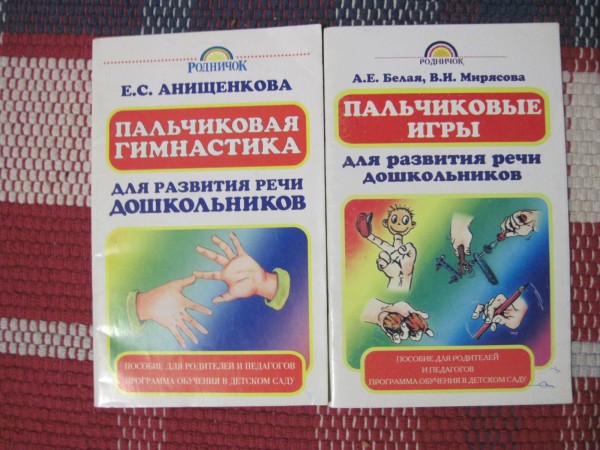 РОДНИЧОК
Е.С. АНИЩЕНКОВА
ПАЛЬЧИКОВАЯ
ГИМНАСТИКА
ДЛЯ РАЗВИТИЯ РЕЧИ
ДОШКОЛЬНИКОВ
ПОСОБИЕ ДЛЯ РОДИТЕЛЕЙ И ПЕДАГОГОВ
ПРОГРАММА ОБУЧЕНИЯ В ДЕТСКОМ САДУ
РОДНИЧОК
А.Е. Белая, В.И. Мирясова
ПАЛЬЧИКОВЫЕ
ИГРЫ
ДЛЯ РАЗВИТИЯ РЕЧИ
ДОШКОЛЬНИКОВ
ПОСОБИЕ ДЛЯ РОДИТЕЛЕЙ
И ПЕДАГОГОВ
ПРОГРАММА ОБУЧЕНИЯ В ДЕТСКОМ САДУ